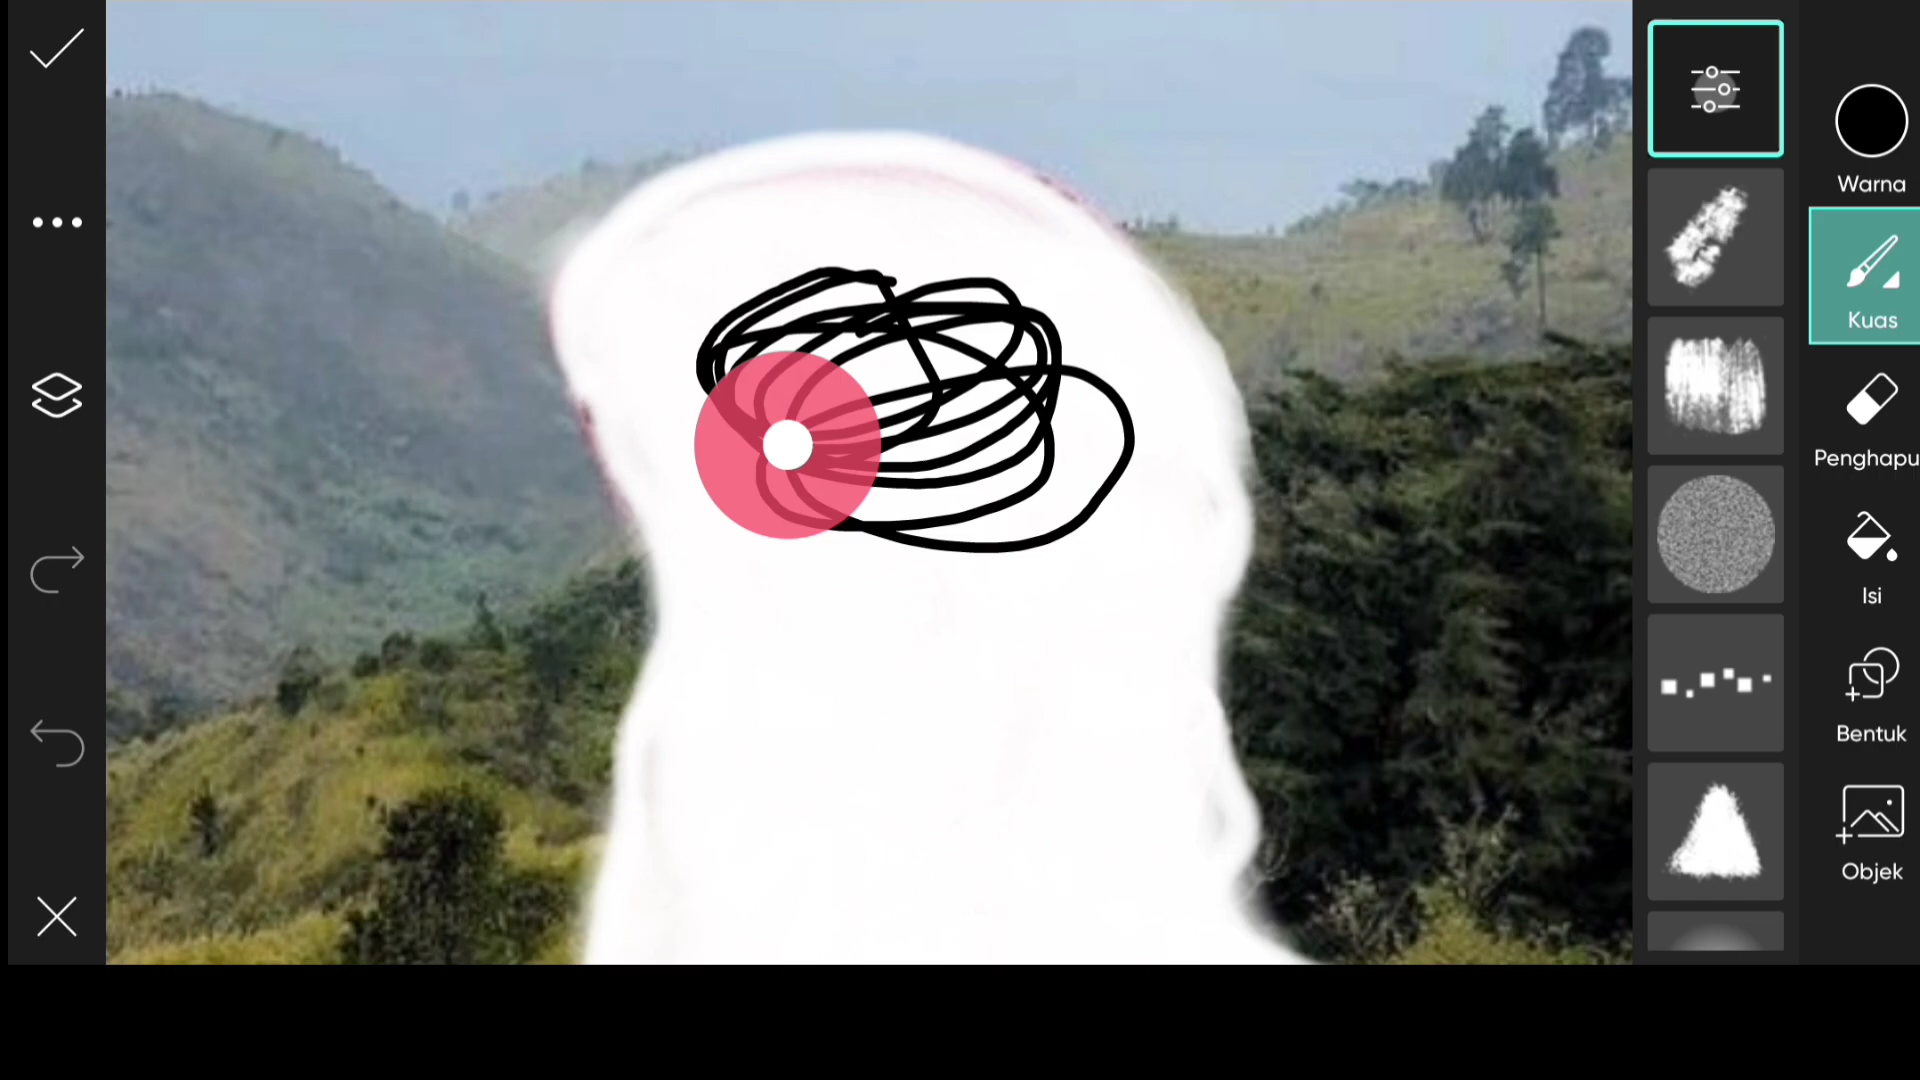 Warna
Kuas
Penghapu
Isi
Bentuk
Objek